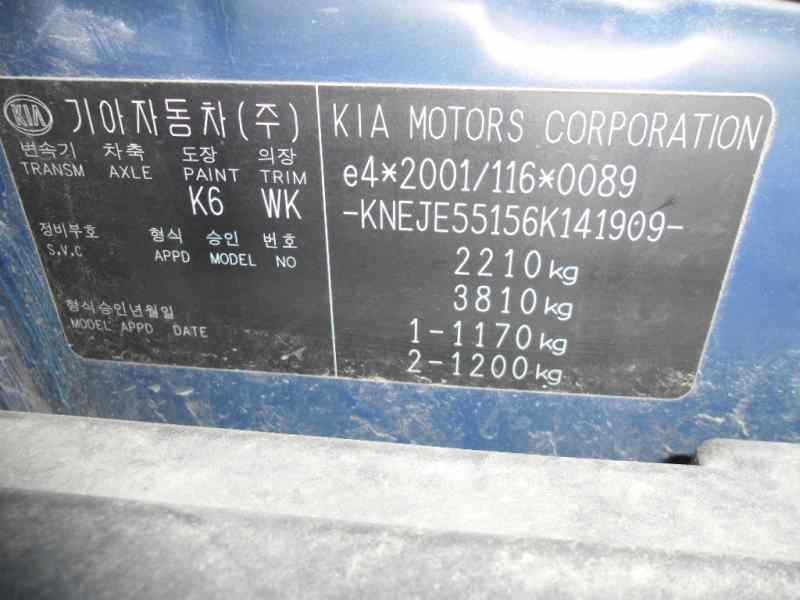 KIA 기아자동차(주)
변속기 차축 도장 의장
TRANSM AXLE PAINT TRIM
K6 WK
정비부호 형식 승인 번호
S.V.C APPD MODEL NO
형식승인년월일
MODEL APPD DATE
KIA MOTORS CORPORATION
e4*2001/116*0089
-KNEJE55156K141909-
2210kg
3810kg
1-1170kg
2-1200kg